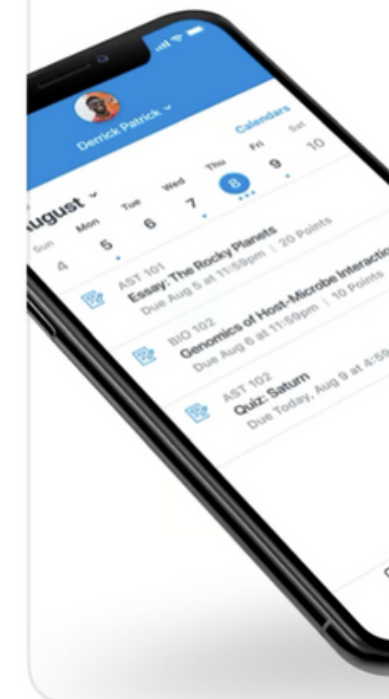 Derrick Patrick
Calendars
August
Sun Mon Tue Wed Thu Fri Sat
4 5 6 7 8 9 10
AST 101
Essay: The Rocky Planets
Due Aug 5 at 11:59pm | 20 Points
BIO 102
Genomics of Host-Microbe Interactio
Due Aug 6 at 11:59pm | 10 Points
AST 102
Quiz: Saturn
Due Today, Aug 9 at 4:59